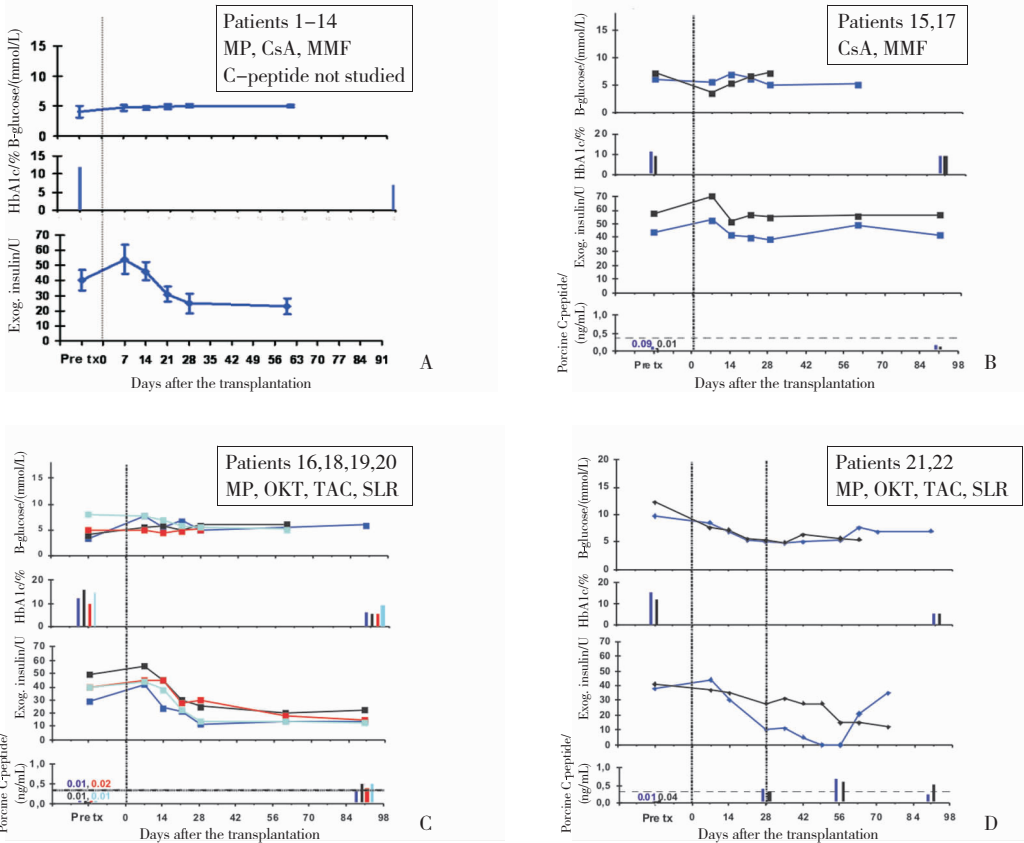 Patients 1-14
MP, CsA, MMF
C-peptide not studied
B-glucose/(mmol/L)
15
10
5
0
HbA1c/%
15
10
5
0
Exog. insulin/U
70
60
50
40
30
20
10
0
Pre tx 0 7 14 21 28 35 42 49 56 63 70 77 84 91
Days after the transplantation
A
Patients 15,17
CsA, MMF
B-glucose/(mmol/L)
15
10
5
0
HbA1c/%
20
10
0
Exog. insulin/U
70
60
50
40
30
20
10
0
Porcine C-peptide/
(ng/mL)
1,0
0,5
0,0
0.09, 0.01
Pre tx 0 14 28 42 56 70 84 98
Days after the transplantation
B
Patients 16,18,19,20
MP, OKT, TAC, SLR
B-glucose/(mmol/L)
15
10
5
0
HbA1c/%
20
10
0
Exog. insulin/U
70
60
50
40
30
20
10
0
Porcine C-peptide/
(ng/mL)
1,0
0,5
0,0
0.01, 0.02
0.01, 0.01
Pre tx 0 14 28 42 56 70 84 98
Days after the transplantation
C
Patients 21,22
MP, OKT, TAC, SLR
B-glucose/(mmol/L)
20
15
10
5
0
HbA1c/%
20
10
0
Exog. insulin/U
70
60
50
40
30
20
10
0
Porcine C-peptide/
(ng/mL)
1,0
0,5
0,0
0.01, 0.04
Pre tx 0 14 28 42 56 70 84 98
Days after the transplantation
D